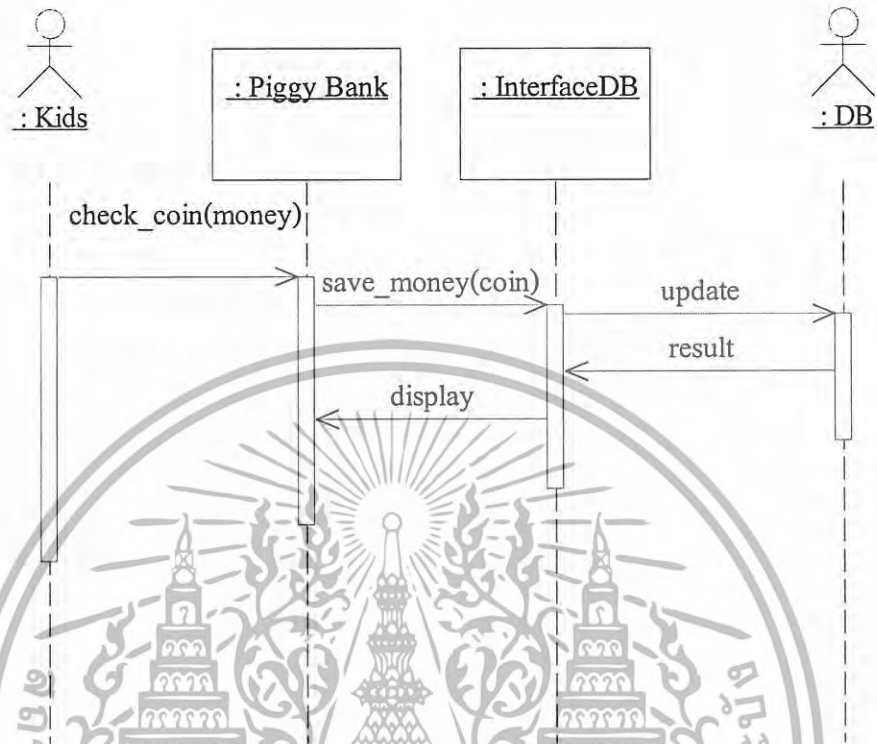 : Kids
: Piggy Bank
: InterfaceDB
: DB
check_coin(money)
save_money(coin)
update
result
display